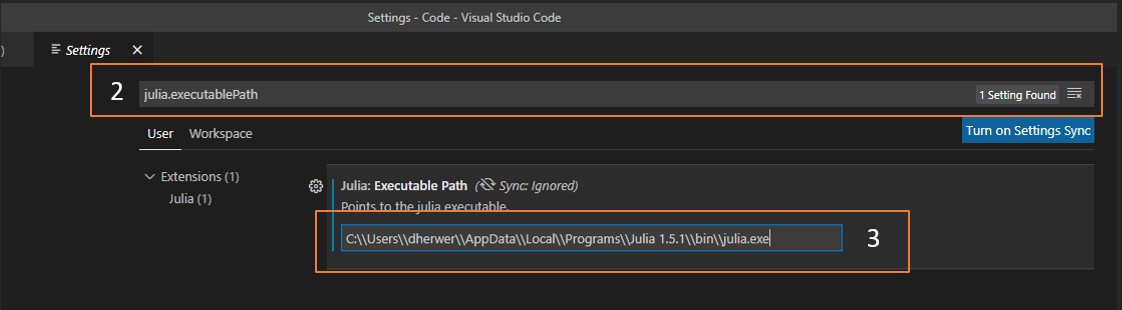 Settings - Code - Visual Studio Code
) Settings ✕
2 julia.executablePath 1 Setting Found
User Workspace Turn on Settings Sync
Extensions (1)
Julia (1)
Julia: Executable Path (Sync: Ignored)
Points to the julia executable.
C:\\Users\\dherwer\\AppData\\Local\\Programs\\Julia 1.5.1\\bin\\julia.exe 3